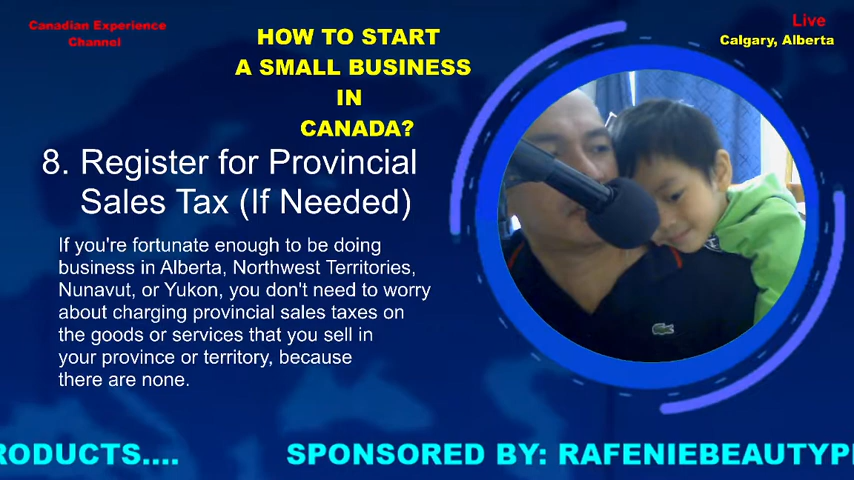 Canadian Experience
Channel
Live
Calgary, Alberta
HOW TO START
A SMALL BUSINESS
IN
CANADA?
8. Register for Provincial
Sales Tax (If Needed)
If you're fortunate enough to be doing
business in Alberta, Northwest Territories,
Nunavut, or Yukon, you don't need to worry
about charging provincial sales taxes on
the goods or services that you sell in
your province or territory, because
there are none.
RODUCTS.... SPONSORED BY: RAFENIEBEAUTYP